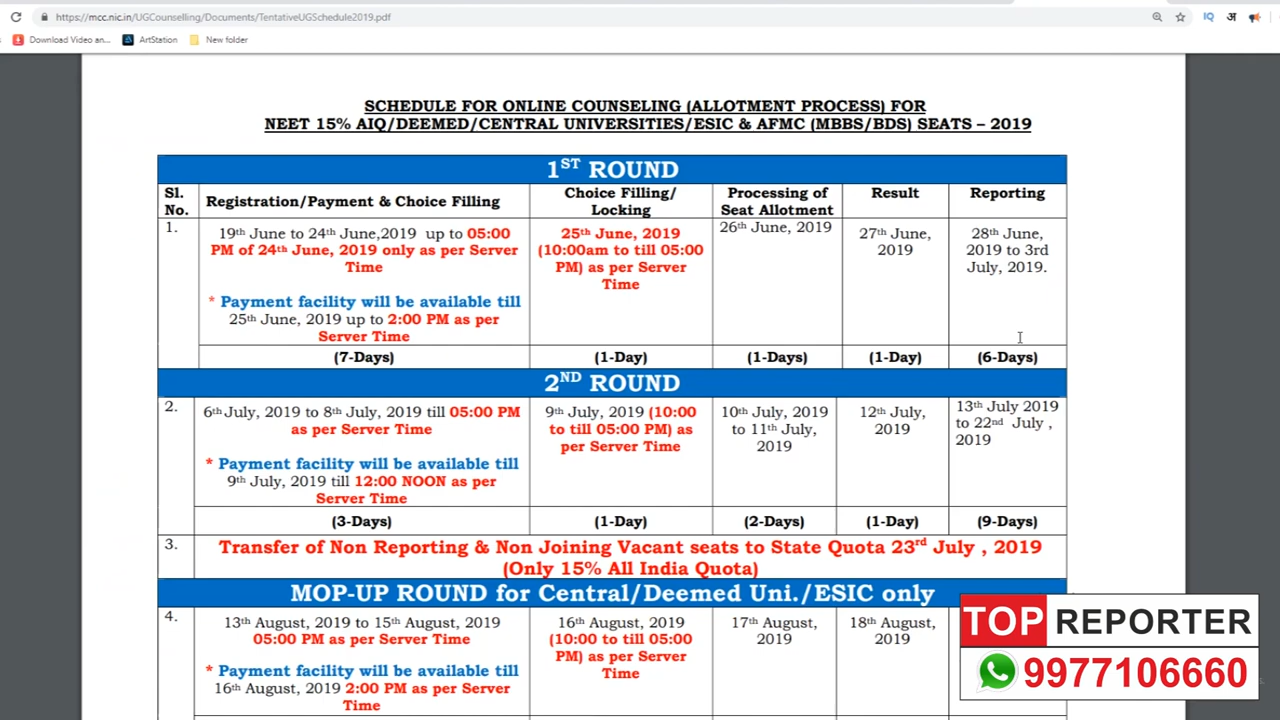 https://mcc.nic.in/UGCounselling/Documents/TentativeUGSchedule2019.pdf
Download Video an... ArtStation New folder
SCHEDULE FOR ONLINE COUNSELING (ALLOTMENT PROCESS) FOR
NEET 15% AIQ/DEEMED/CENTRAL UNIVERSITIES/ESIC & AFMC (MBBS/BDS) SEATS – 2019
1ST ROUND
Sl.
No.
Registration/Payment & Choice Filling
Choice Filling/
Locking
Processing of
Seat Allotment
Result
Reporting
1.
19th June to 24th June,2019 up to 05:00
PM of 24th June, 2019 only as per Server
Time
* Payment facility will be available till
25th June, 2019 up to 2:00 PM as per
Server Time
25th June, 2019
(10:00am to till 05:00
PM) as per Server
Time
26th June, 2019
27th June,
2019
28th June,
2019 to 3rd
July, 2019.
(7-Days)
(1-Day)
(1-Days)
(1-Day)
(6-Days)
2ND ROUND
2.
6th July, 2019 to 8th July, 2019 till 05:00 PM
as per Server Time
* Payment facility will be available till
9th July, 2019 till 12:00 NOON as per
Server Time
9th July, 2019 (10:00
to till 05:00 PM) as
per Server Time
10th July, 2019
to 11th July,
2019
12th July,
2019
13th July 2019
to 22nd July ,
2019
(3-Days)
(1-Day)
(2-Days)
(1-Day)
(9-Days)
3.
Transfer of Non Reporting & Non Joining Vacant seats to State Quota 23rd July , 2019
(Only 15% All India Quota)
MOP-UP ROUND for Central/Deemed Uni./ESIC only
4.
13th August, 2019 to 15th August, 2019
05:00 PM as per Server Time
* Payment facility will be available till
16th August, 2019 2:00 PM as per Server
Time
16th August, 2019
(10:00 to till 05:00
PM) as per Server
Time
17th August,
2019
18th August,
2019
TOP REPORTER
9977106660